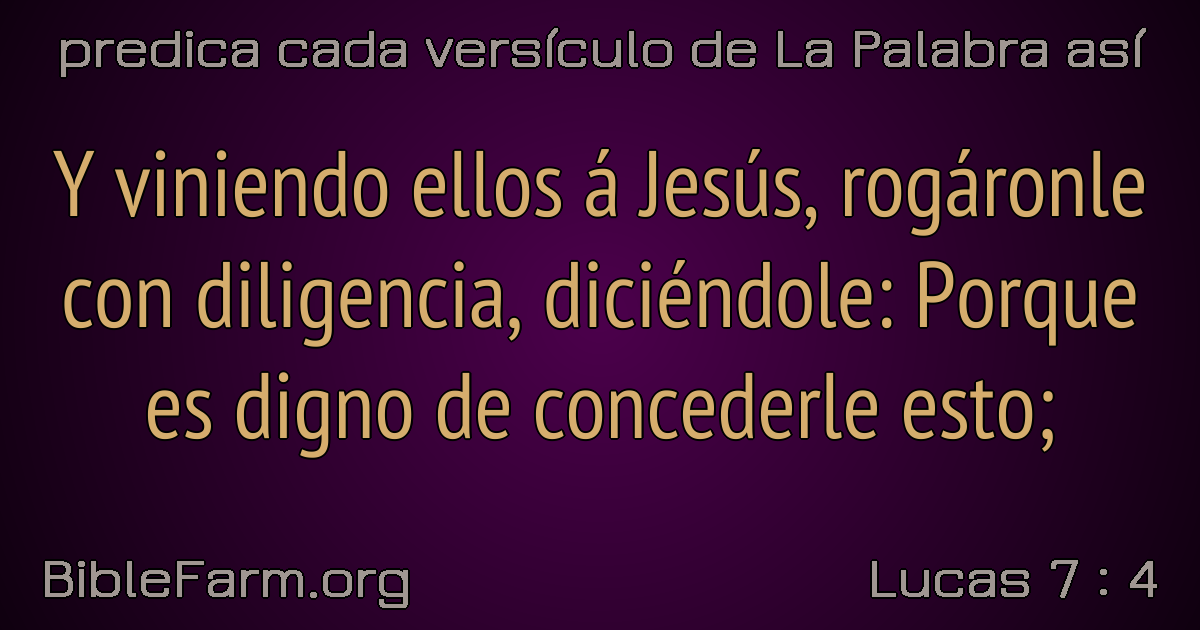 predica cada versículo de La Palabra así
Y viniendo ellos á Jesús, rogáronle
con diligencia, diciéndole: Porque
es digno de concederle esto;
BibleFarm.org
Lucas 7 : 4